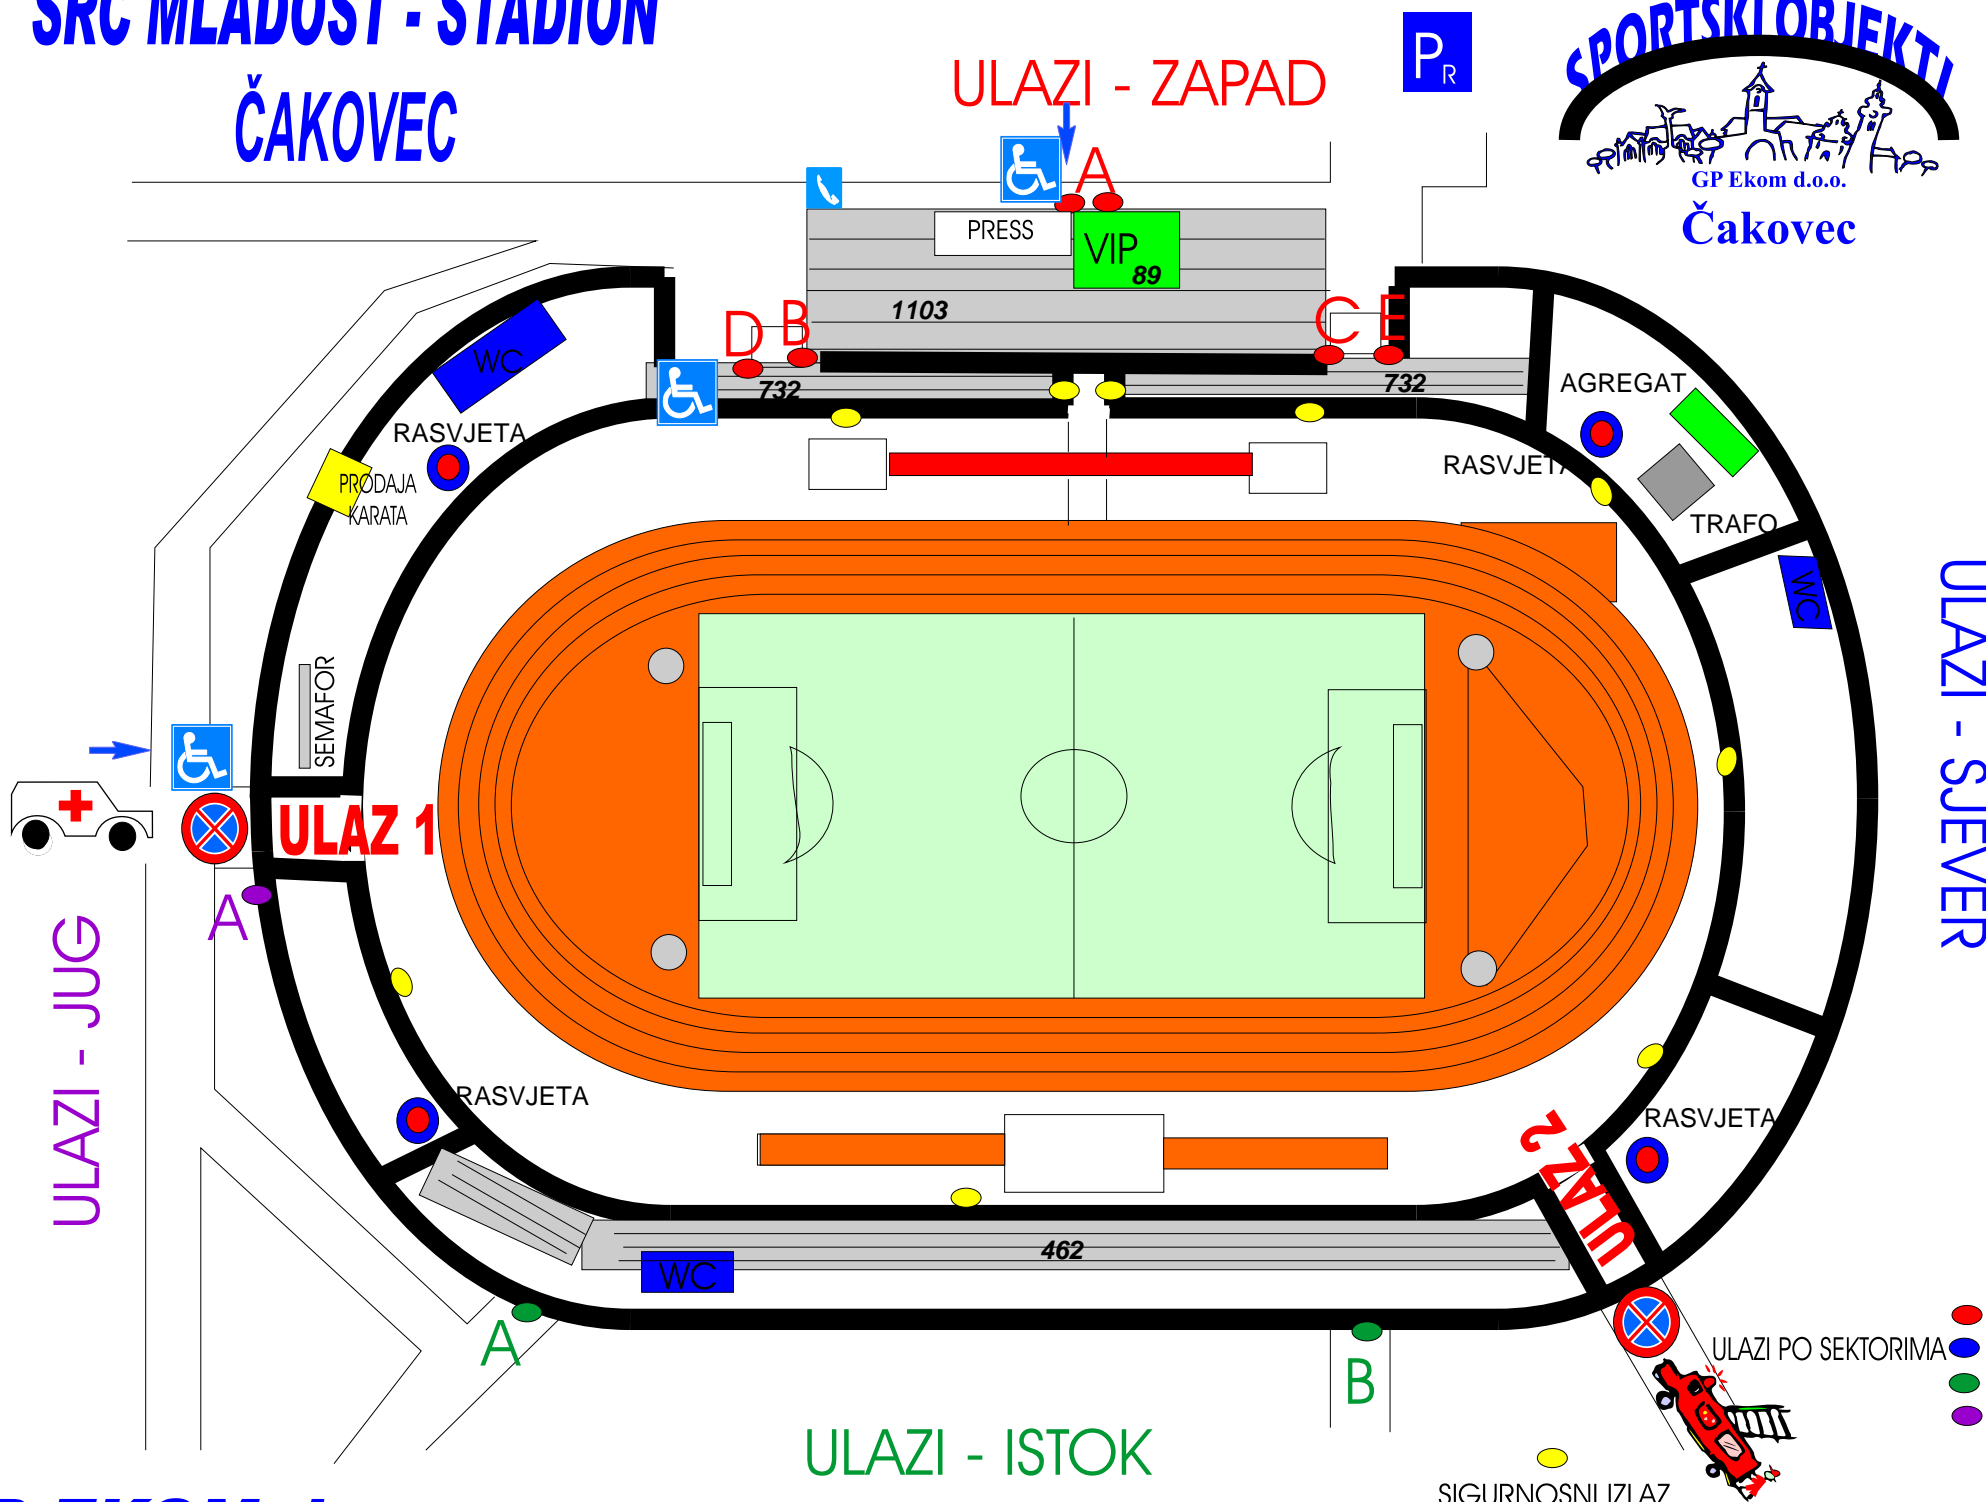 SRC MLADOST - STADION
ČAKOVEC
ULAZI - ZAPAD
P R
SPORTSKI OBJEKTI
GP Ekom d.o.o.
Čakovec
A
PRESS
VIP
89
1103
D
B
C
E
732
732
WC
RASVJETA
PRODAJA
KARATA
AGREGAT
RASVJETA
TRAFO
WC
SEMAFOR
ULAZ 1
A
ULAZI - JUG
ULAZI - SJEVER
RASVJETA
RASVJETA
ULAZ 2
462
WC
A
B
ULAZI - ISTOK
ULAZI PO SEKTORIMA
SIGURNOSNI IZLAZ